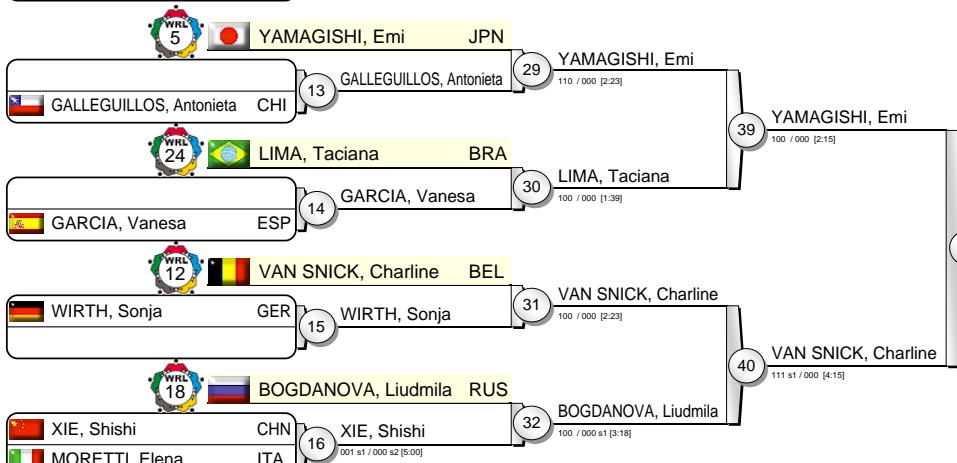 WRL
5
YAMAGISHI, Emi JPN
GALLEGUILLOS, Antonieta CHI
13
GALLEGUILLOS, Antonieta
29
YAMAGISHI, Emi
110 / 000 [2:23]
WRL
24
LIMA, Taciana BRA
GARCIA, Vanesa ESP
14
GARCIA, Vanesa
30
LIMA, Taciana
100 / 000 [1:39]
39
YAMAGISHI, Emi
100 / 000 [2:15]
WRL
12
VAN SNICK, Charline BEL
WIRTH, Sonja GER
15
WIRTH, Sonja
31
VAN SNICK, Charline
100 / 000 [2:23]
WRL
18
BOGDANOVA, Liudmila RUS
XIE, Shishi CHN
MORETTI, Elena ITA
16
XIE, Shishi
001 s1 / 000 s2 [5:00]
32
BOGDANOVA, Liudmila
100 / 000 s1 [3:18]
40
VAN SNICK, Charline
111 s1 / 000 [4:15]